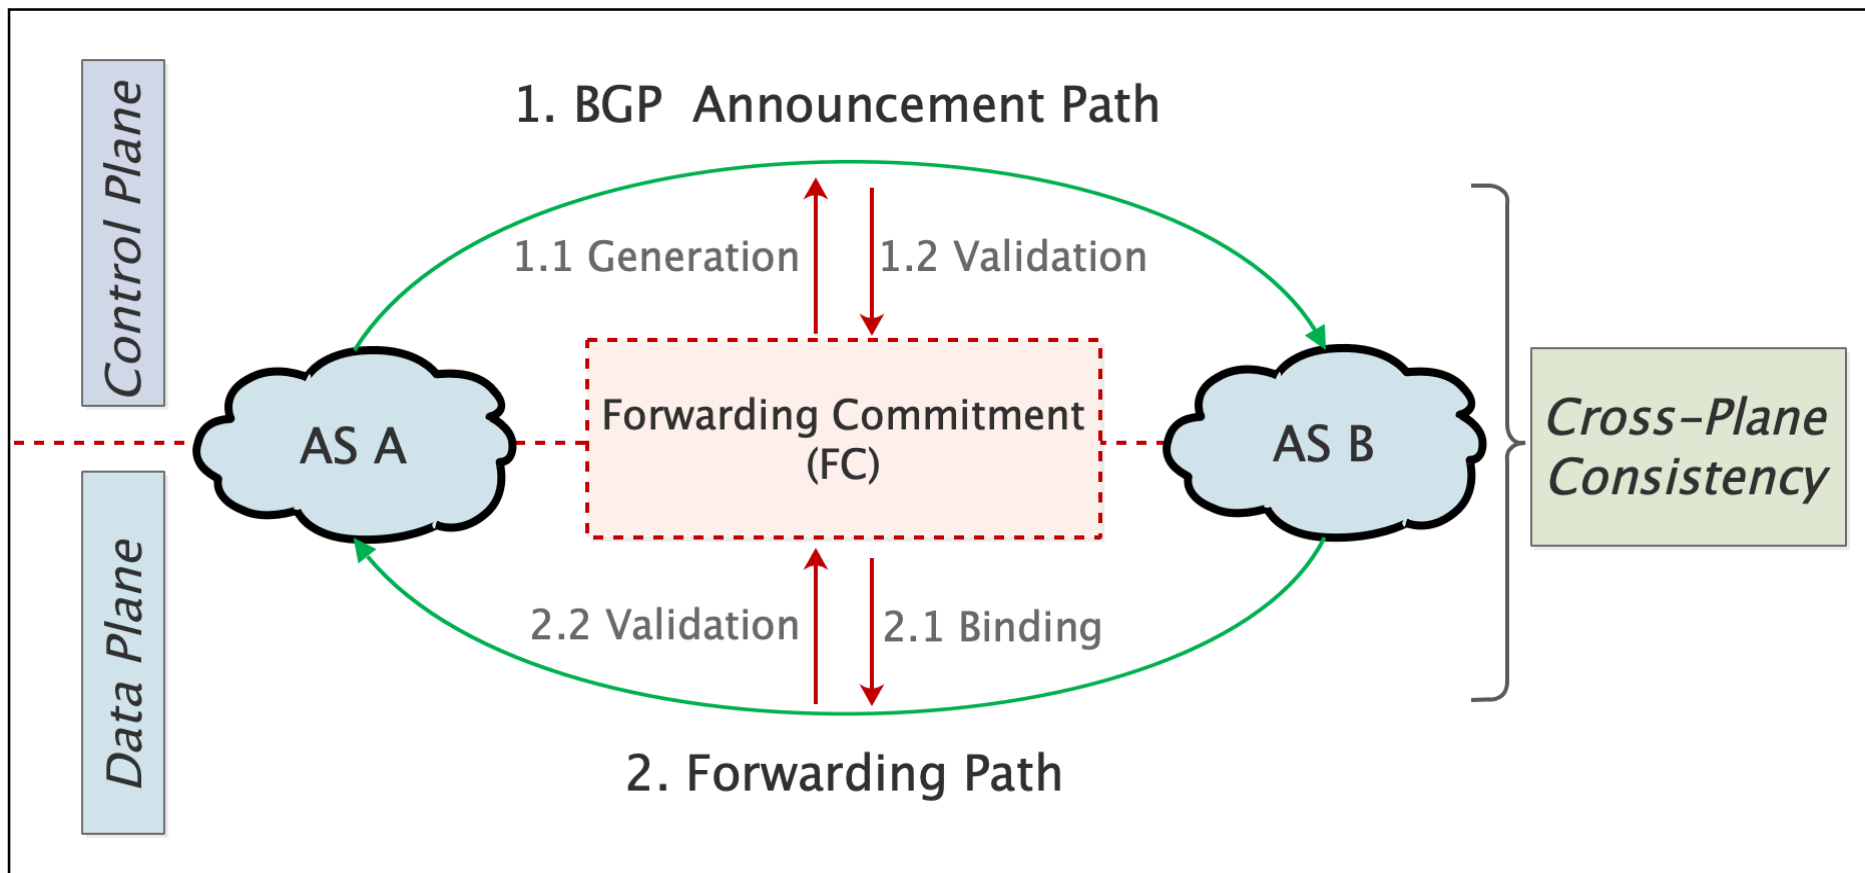 Control Plane
1. BGP Announcement Path
1.1 Generation
1.2 Validation
AS A
Forwarding Commitment
(FC)
AS B
Cross-Plane
Consistency
Data Plane
2.2 Validation
2.1 Binding
2. Forwarding Path